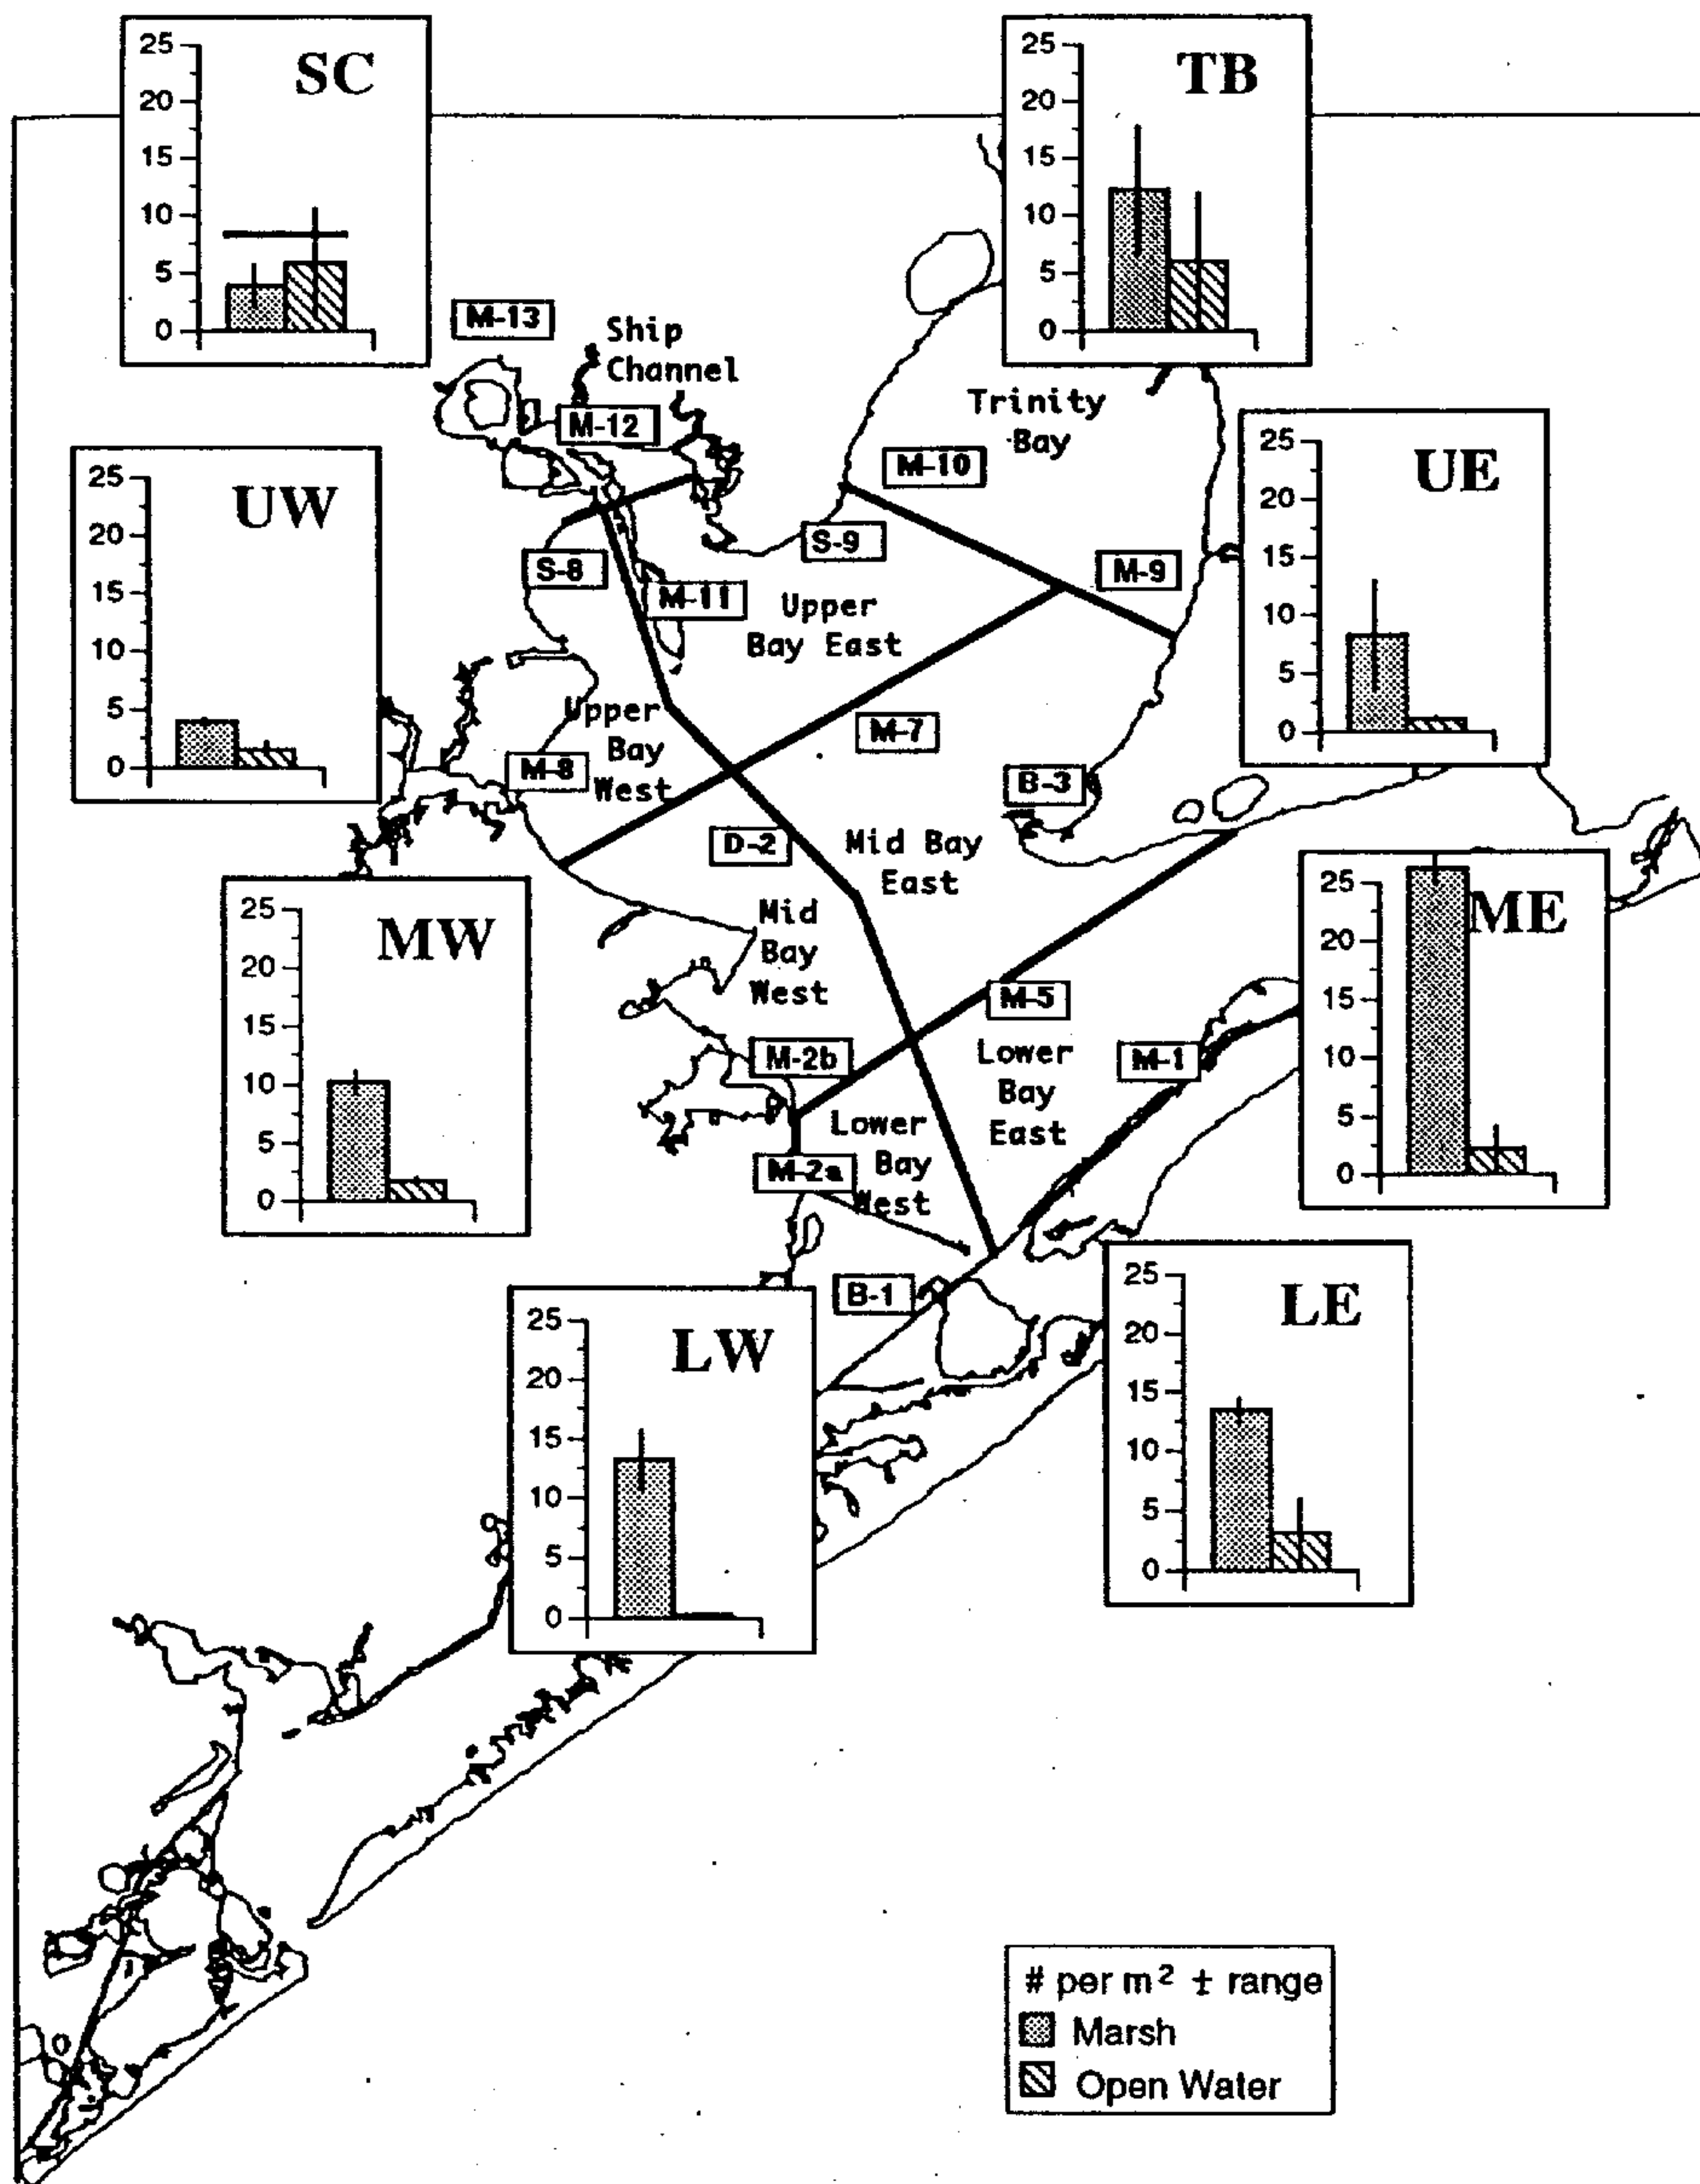 SC
25
20
15
10
5
0
TB
25
20
15
10
5
0
M-13
Ship
Channel
M-12
Trinity
Bay
M-10
UE
25
20
15
10
5
0
UW
25
20
15
10
5
0
S-9
S-8
M-9
M-11
Upper
Bay East
Upper
Bay
West
M-7
M-8
B-3
D-2
Mid Bay
East
ME
25
20
15
10
5
0
MW
25
20
15
10
5
0
Mid
Bay
West
M-5
M-2b
Lower
Bay
East
M-1
Lower
Bay
West
M-2a
B-1
LE
25
20
15
10
5
0
LW
25
20
15
10
5
0
# per m² ± range
Marsh
Open Water